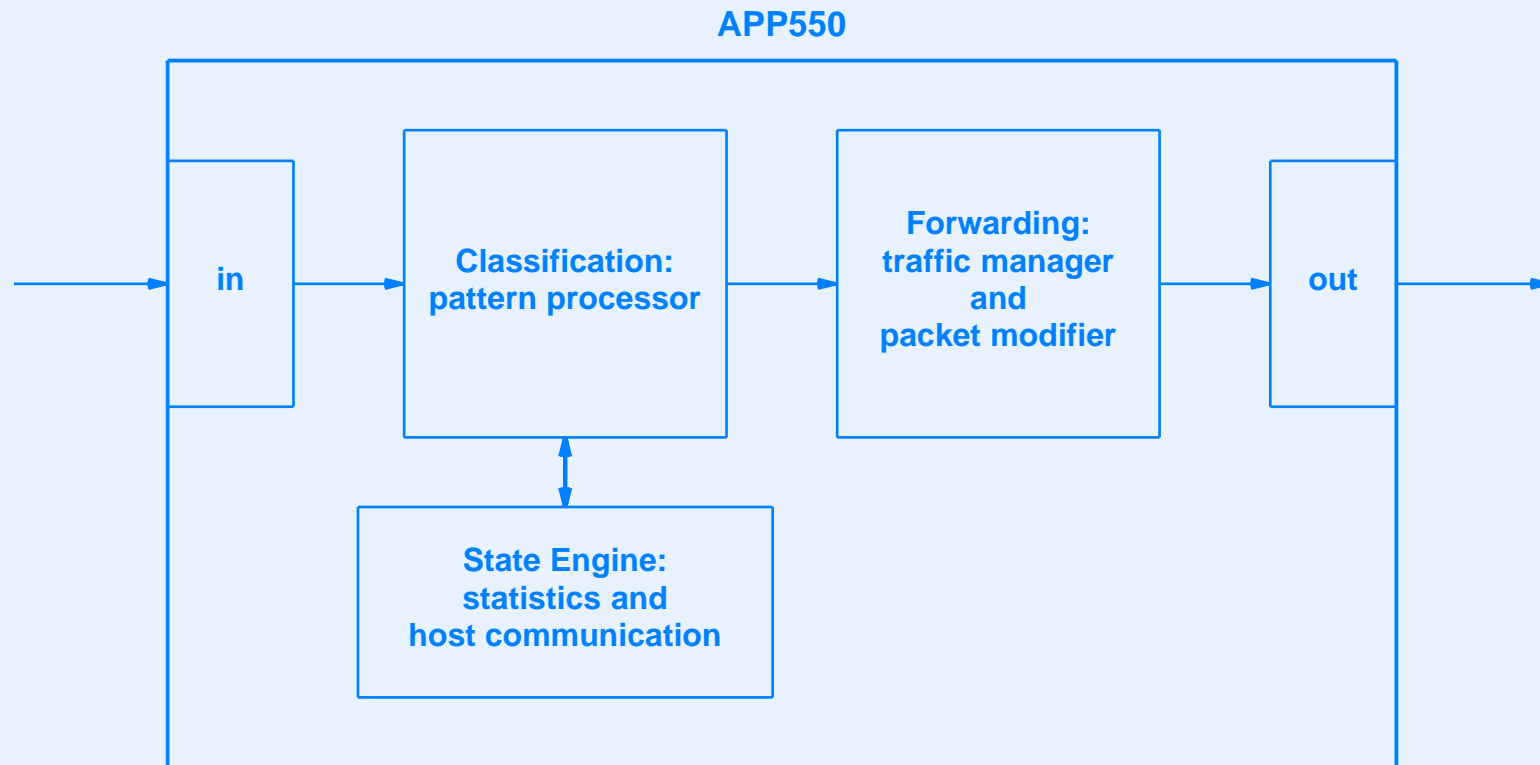 APP550
in
Classification:
pattern processor
Forwarding:
traffic manager
and
packet modifier
out
State Engine:
statistics and
host communication